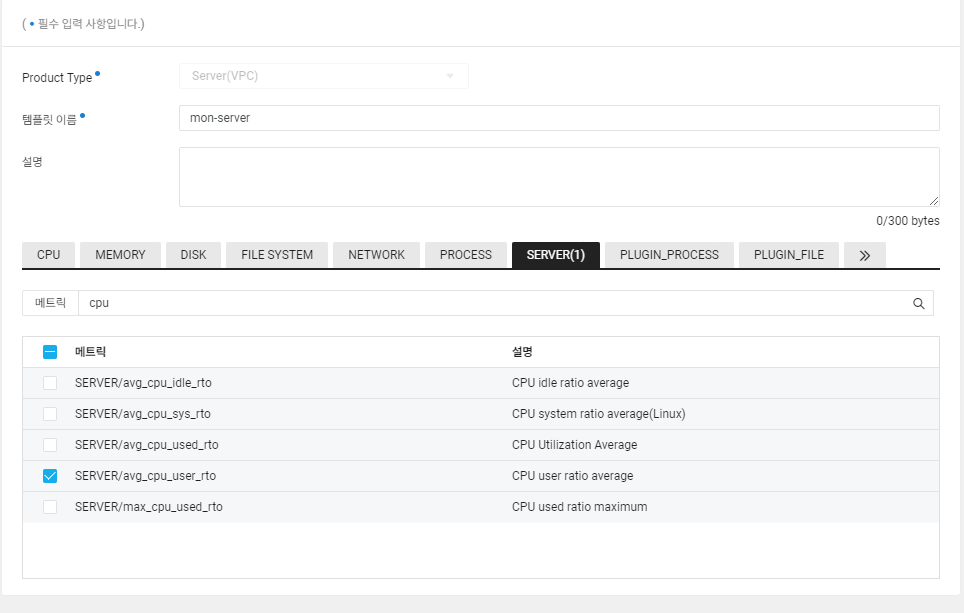 ( • 필수 입력 사항입니다.)
Product Type • Server(VPC)
템플릿 이름 • mon-server
설명
0/300 bytes
CPU MEMORY DISK FILE SYSTEM NETWORK PROCESS SERVER(1) PLUGIN_PROCESS PLUGIN_FILE »
메트릭 cpu
메트릭 설명
SERVER/avg_cpu_idle_rto CPU idle ratio average
SERVER/avg_cpu_sys_rto CPU system ratio average(Linux)
SERVER/avg_cpu_used_rto CPU Utilization Average
SERVER/avg_cpu_user_rto CPU user ratio average
SERVER/max_cpu_used_rto CPU used ratio maximum